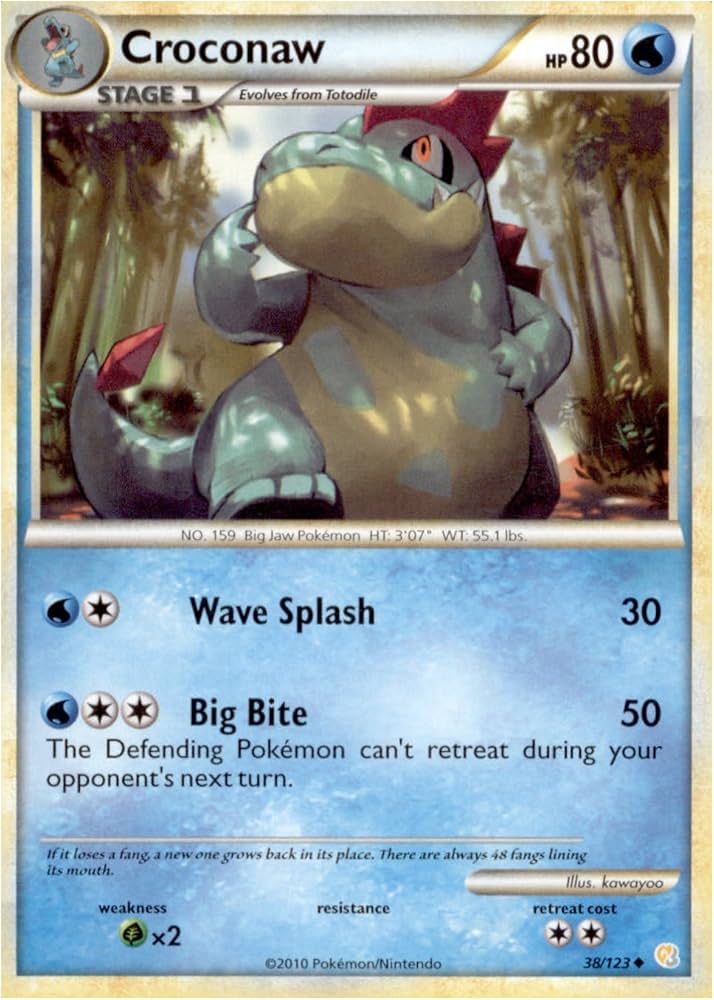 Croconaw
HP 80
STAGE 1
Evolves from Totodile
NO. 159 Big Jaw Pokémon HT: 3'07" WT: 55.1 lbs.
Wave Splash 30
Big Bite 50
The Defending Pokémon can't retreat during your
opponent's next turn.
If it loses a fang, a new one grows back in its place. There are always 48 fangs lining
its mouth.
Illus. kawayoo
weakness resistance retreat cost
×2
©2010 Pokémon/Nintendo
38/123